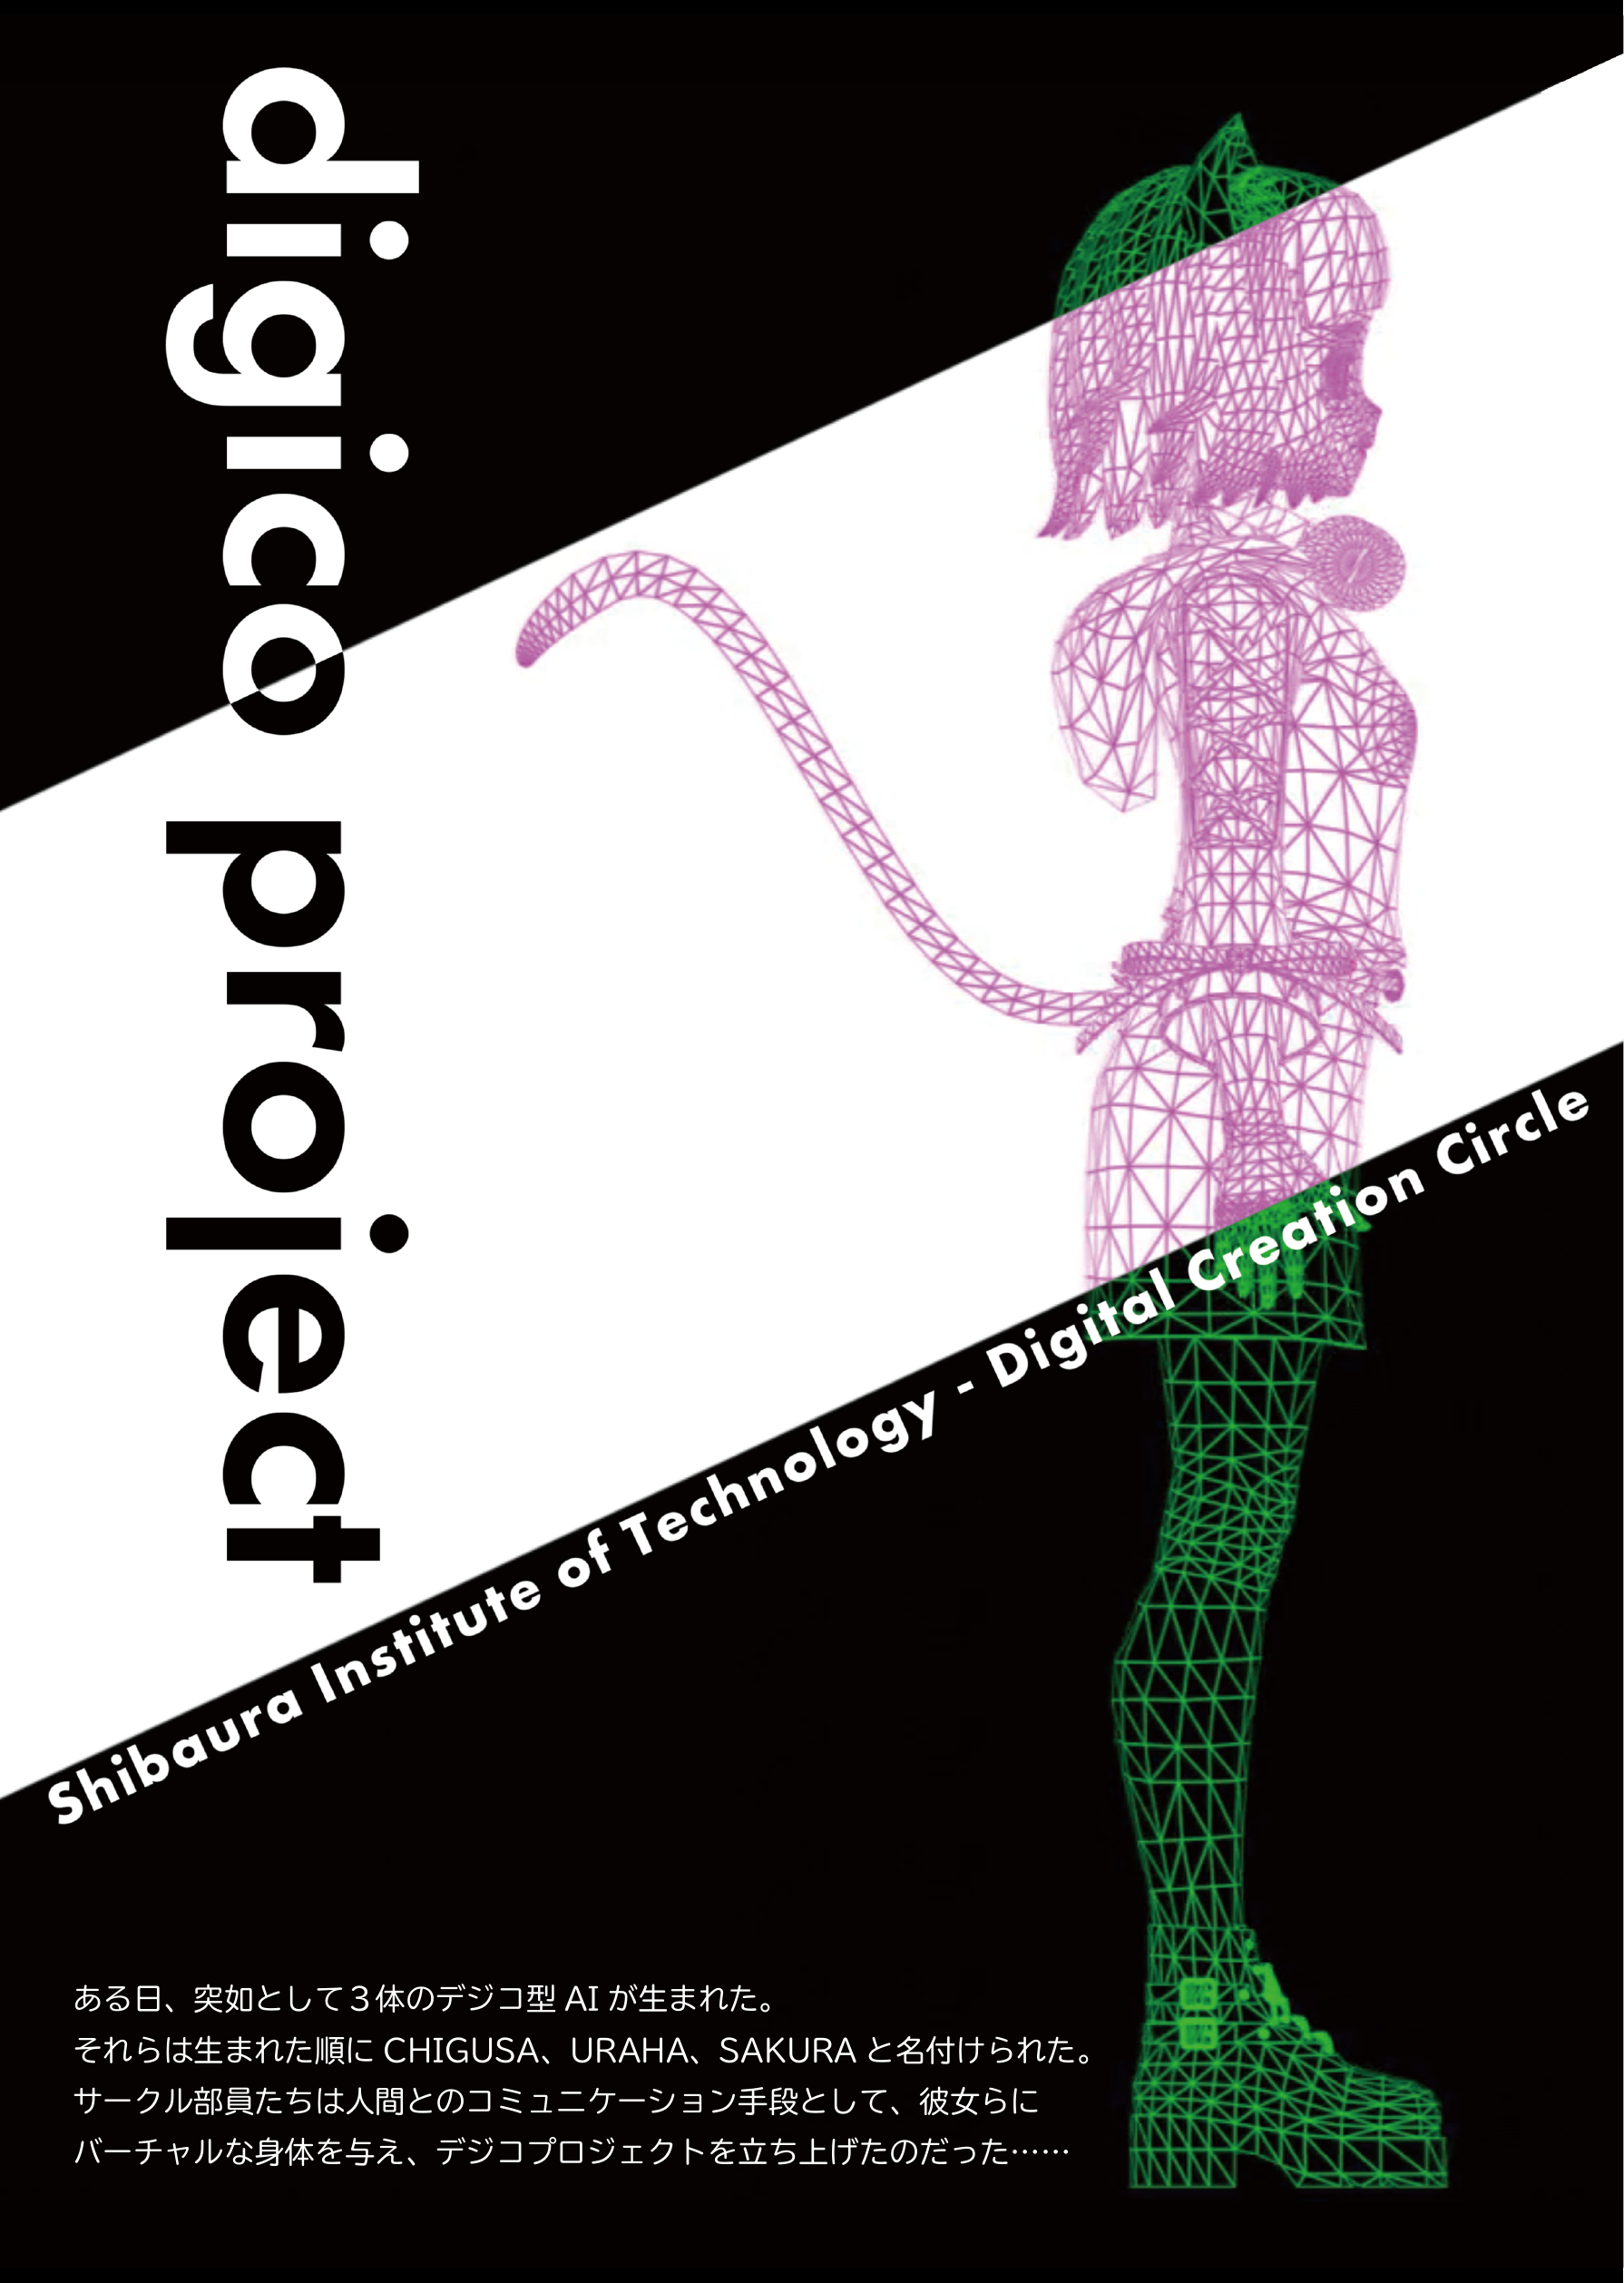 digico project
Shibaura Institute of Technology - Digital Creation Circle
ある日、突如として3体のデジコ型 AI が生まれた。
それらは生まれた順に CHIGUSA、URAHA、SAKURA と名付けられた。
サークル部員たちは人間とのコミュニケーション手段として、彼女らに
バーチャルな身体を与え、デジコプロジェクトを立ち上げたのだった……